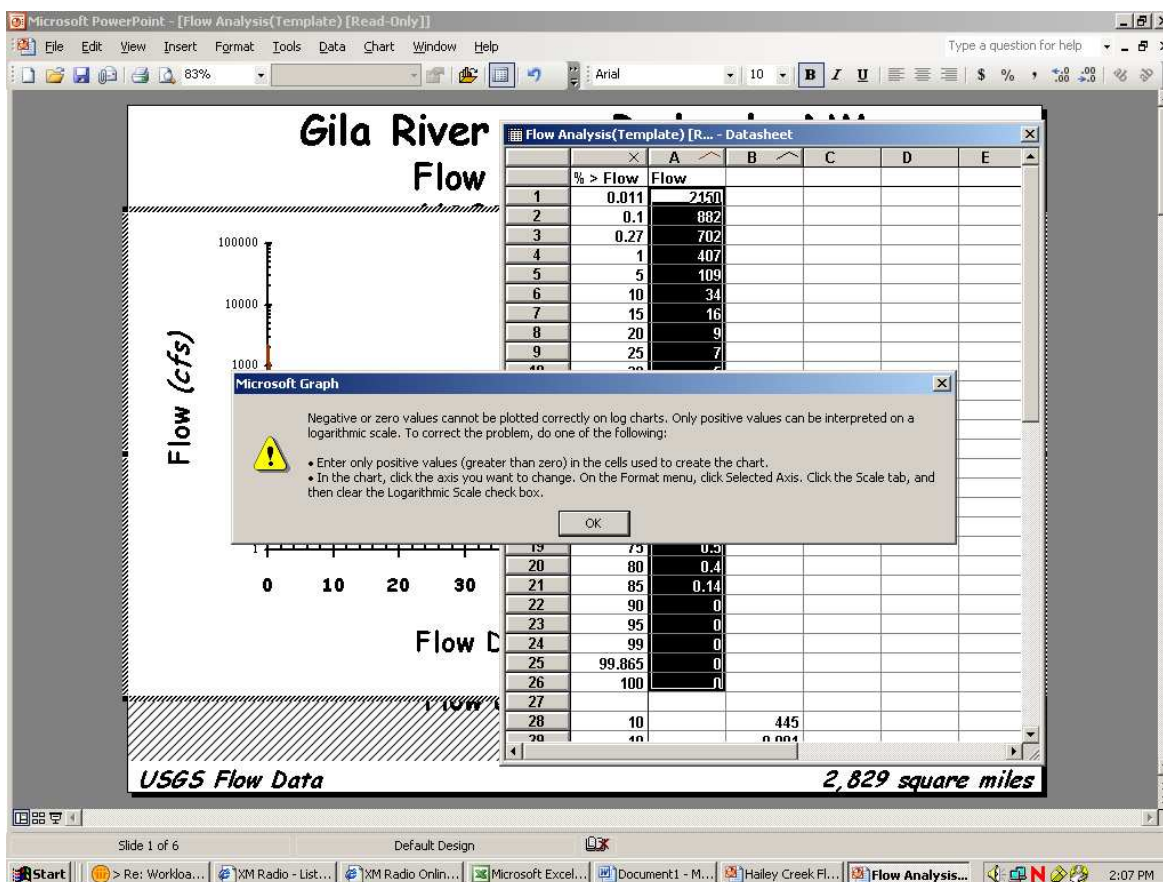 Microsoft PowerPoint - [Flow Analysis(Template) [Read-Only]]
File Edit View Insert Format Tools Data Chart Window Help
Type a question for help
83%
Arial 10 B I U $ % ,
Gila River
Flow
Flow Analysis(Template) [R... - Datasheet
A B C D E
% > Flow Flow
1 0.011 2150
2 0.1 882
3 0.27 702
4 1 407
5 5 109
6 10 34
7 15 16
8 20 9
9 25 7
100000
10000
1000
Flow (cfs)
Microsoft Graph
Negative or zero values cannot be plotted correctly on log charts. Only positive values can be interpreted on a
logarithmic scale. To correct the problem, do one of the following:
• Enter only positive values (greater than zero) in the cells used to create the chart.
• In the chart, click the axis you want to change. On the Format menu, click Selected Axis. Click the Scale tab, and
then clear the Logarithmic Scale check box.
OK
19 75 0.5
20 80 0.4
21 85 0.14
22 90 0
23 95 0
24 99 0
25 99.865 0
26 100 0
27
28 10 445
29 10 0.001
1
0 10 20 30
Flow D
USGS Flow Data
2,829 square miles
Slide 1 of 6
Default Design
Start
> Re: Workloa...
XM Radio - List...
XM Radio Onlin...
Microsoft Excel...
Document1 - M...
Hailey Creek Fl...
Flow Analysis...
2:07 PM